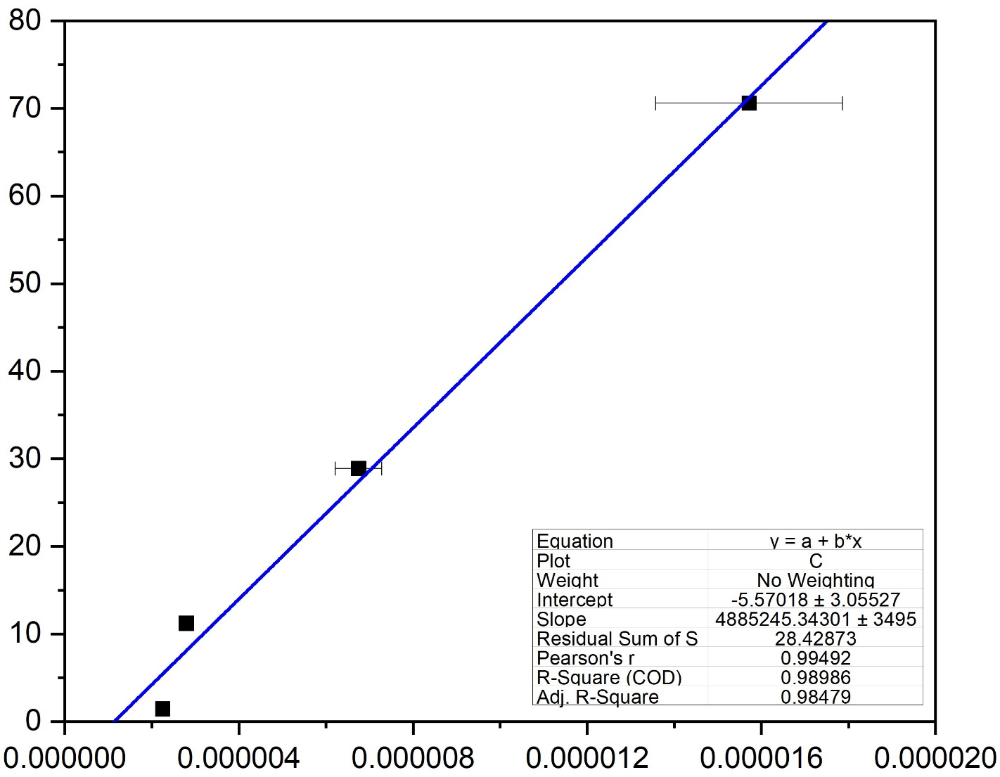 80
70
60
50
40
30
20
10
0
Equation y = a + b*x
Plot C
Weight No Weighting
Intercept -5.57018 ± 3.05527
Slope 4885245.34301 ± 3495
Residual Sum of S 28.42873
Pearson's r 0.99492
R-Square (COD) 0.98986
Adj. R-Square 0.98479
0.000000 0.000004 0.000008 0.000012 0.000016 0.000020